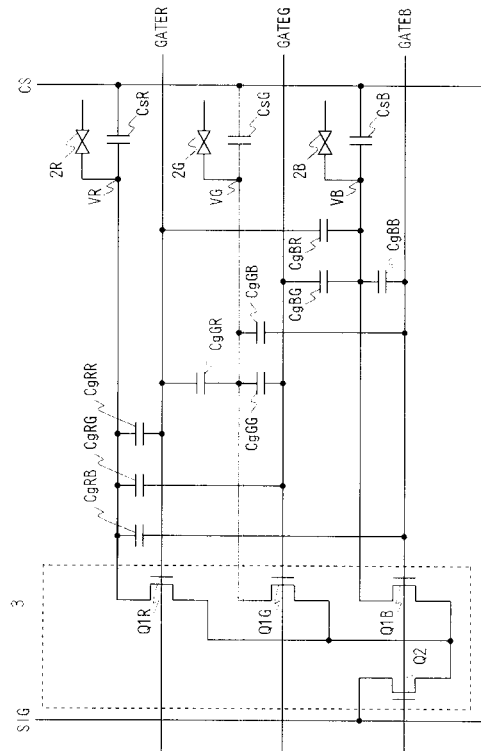 CS
GATER
GATEG
GATEB
2R
CsR
2G
CsG
2B
CsB
VR
VG
VB
CgBR
CgBG
CgBB
CgGB
CgGR
CgGG
CgRR
CgRG
CgRB
3
Q1R
Q1G
Q1B
Q2
SIG